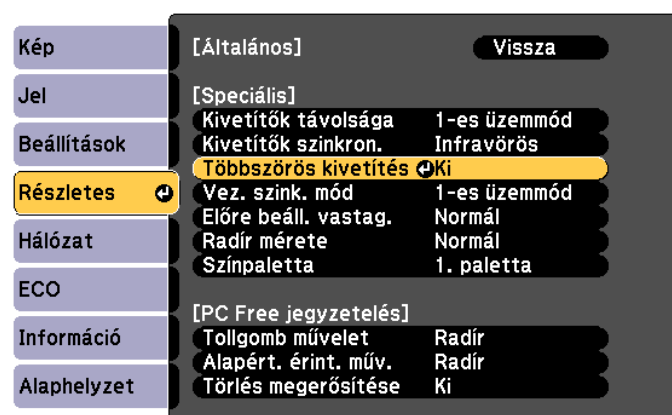 Kép
Jel
Beállítások
Részletes
Hálózat
ECO
Információ
Alaphelyzet
[Általános] Vissza
[Speciális]
Kivetítők távolsága 1-es üzemmód
Kivetítők szinkron. Infravörös
Többszörös kivetítés Ki
Vez. szink. mód 1-es üzemmód
Előre beáll. vastag. Normál
Radír mérete Normál
Színpaletta 1. paletta
[PC Free jegyzetelés]
Tollgomb művelet Radír
Alapért. érint. műv. Radír
Törlés megerősítése Ki